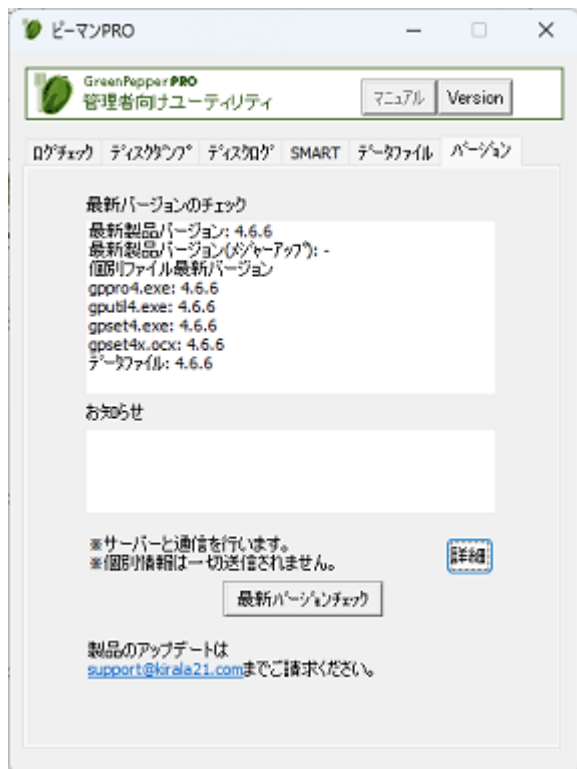 ピーマンPRO
GreenPepperPRO
管理者向けユーティリティ
マニュアル
Version
ログチェック ディスクダンプ ディスクログ SMART データファイル バージョン
最新バージョンのチェック
最新製品バージョン: 4.6.6
最新製品バージョン(メジャーアップ): -
個別ファイル最新バージョン
gppro4.exe: 4.6.6
gputil4.exe: 4.6.6
gpset4.exe: 4.6.6
gpset4x.ocx: 4.6.6
データファイル: 4.6.6
お知らせ
※サーバーと通信を行います。
※個別情報は一切送信されません。
詳細
最新バージョンチェック
製品のアップデートは
support@kirala21.comまでご請求ください。